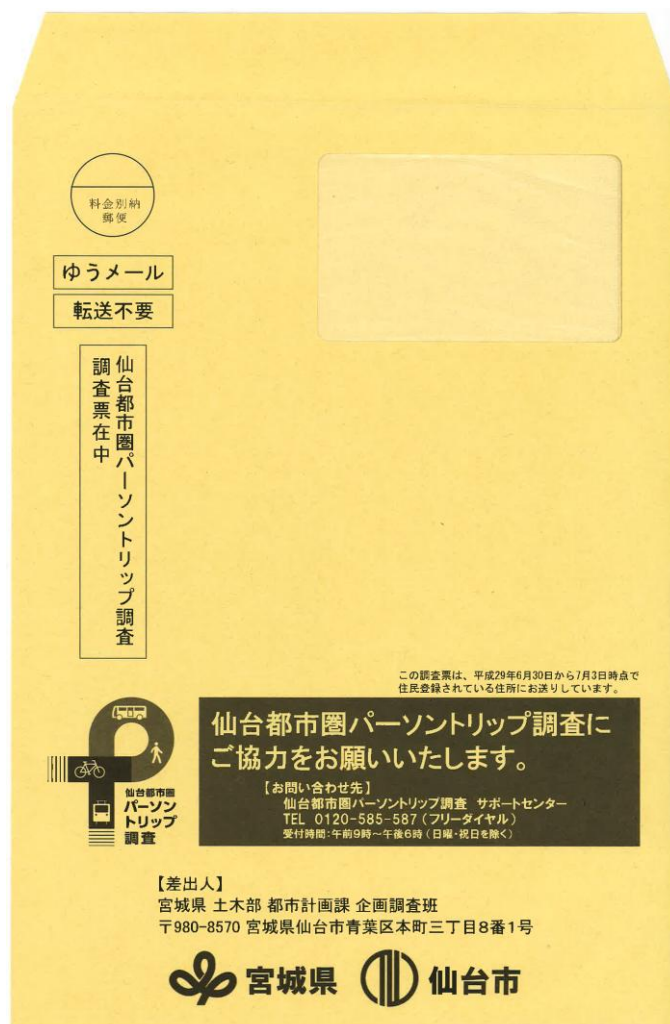 料金別納
郵便
ゆうメール
転送不要
仙台都市圏パーソントリップ調査
調査票在中
この調査票は、平成29年6月30日から7月3日時点で
住民登録されている住所にお送りしています。
仙台都市圏パーソントリップ調査に
ご協力をお願いいたします。
【お問い合わせ先】
仙台都市圏パーソントリップ調査 サポートセンター
TEL 0120-585-587（フリーダイヤル）
受付時間：午前9時～午後6時（日曜・祝日を除く）
仙台都市圏
パーソン
トリップ
調査
【差出人】
宮城県 土木部 都市計画課 企画調査班
〒980-8570 宮城県仙台市青葉区本町三丁目8番1号
宮城県 仙台市